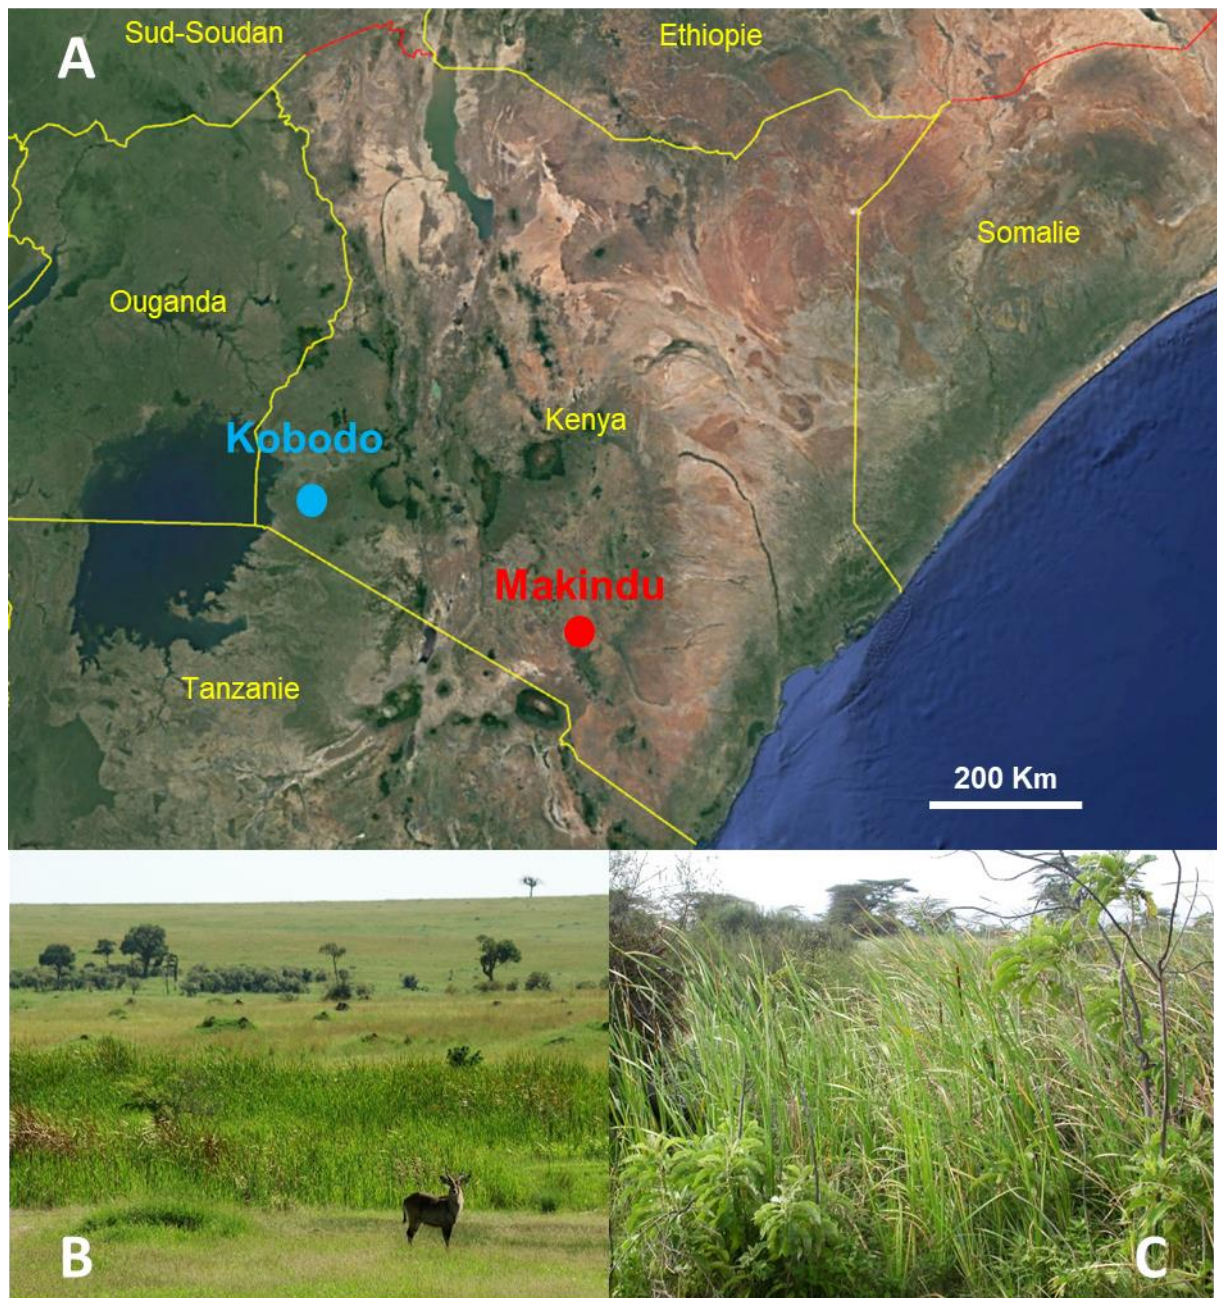 Sud-Soudan
Ethiopie
A
Somalie
Ouganda
Kenya
Kobodo
Makindu
Tanzanie
200 Km
B
C